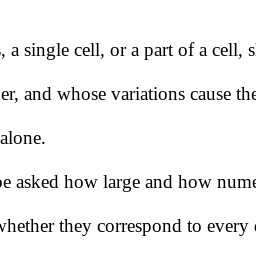 , a single cell, or a part of a cell,
er, and whose variations cause the
alone.
be asked how large and how nume
whether they correspond to every